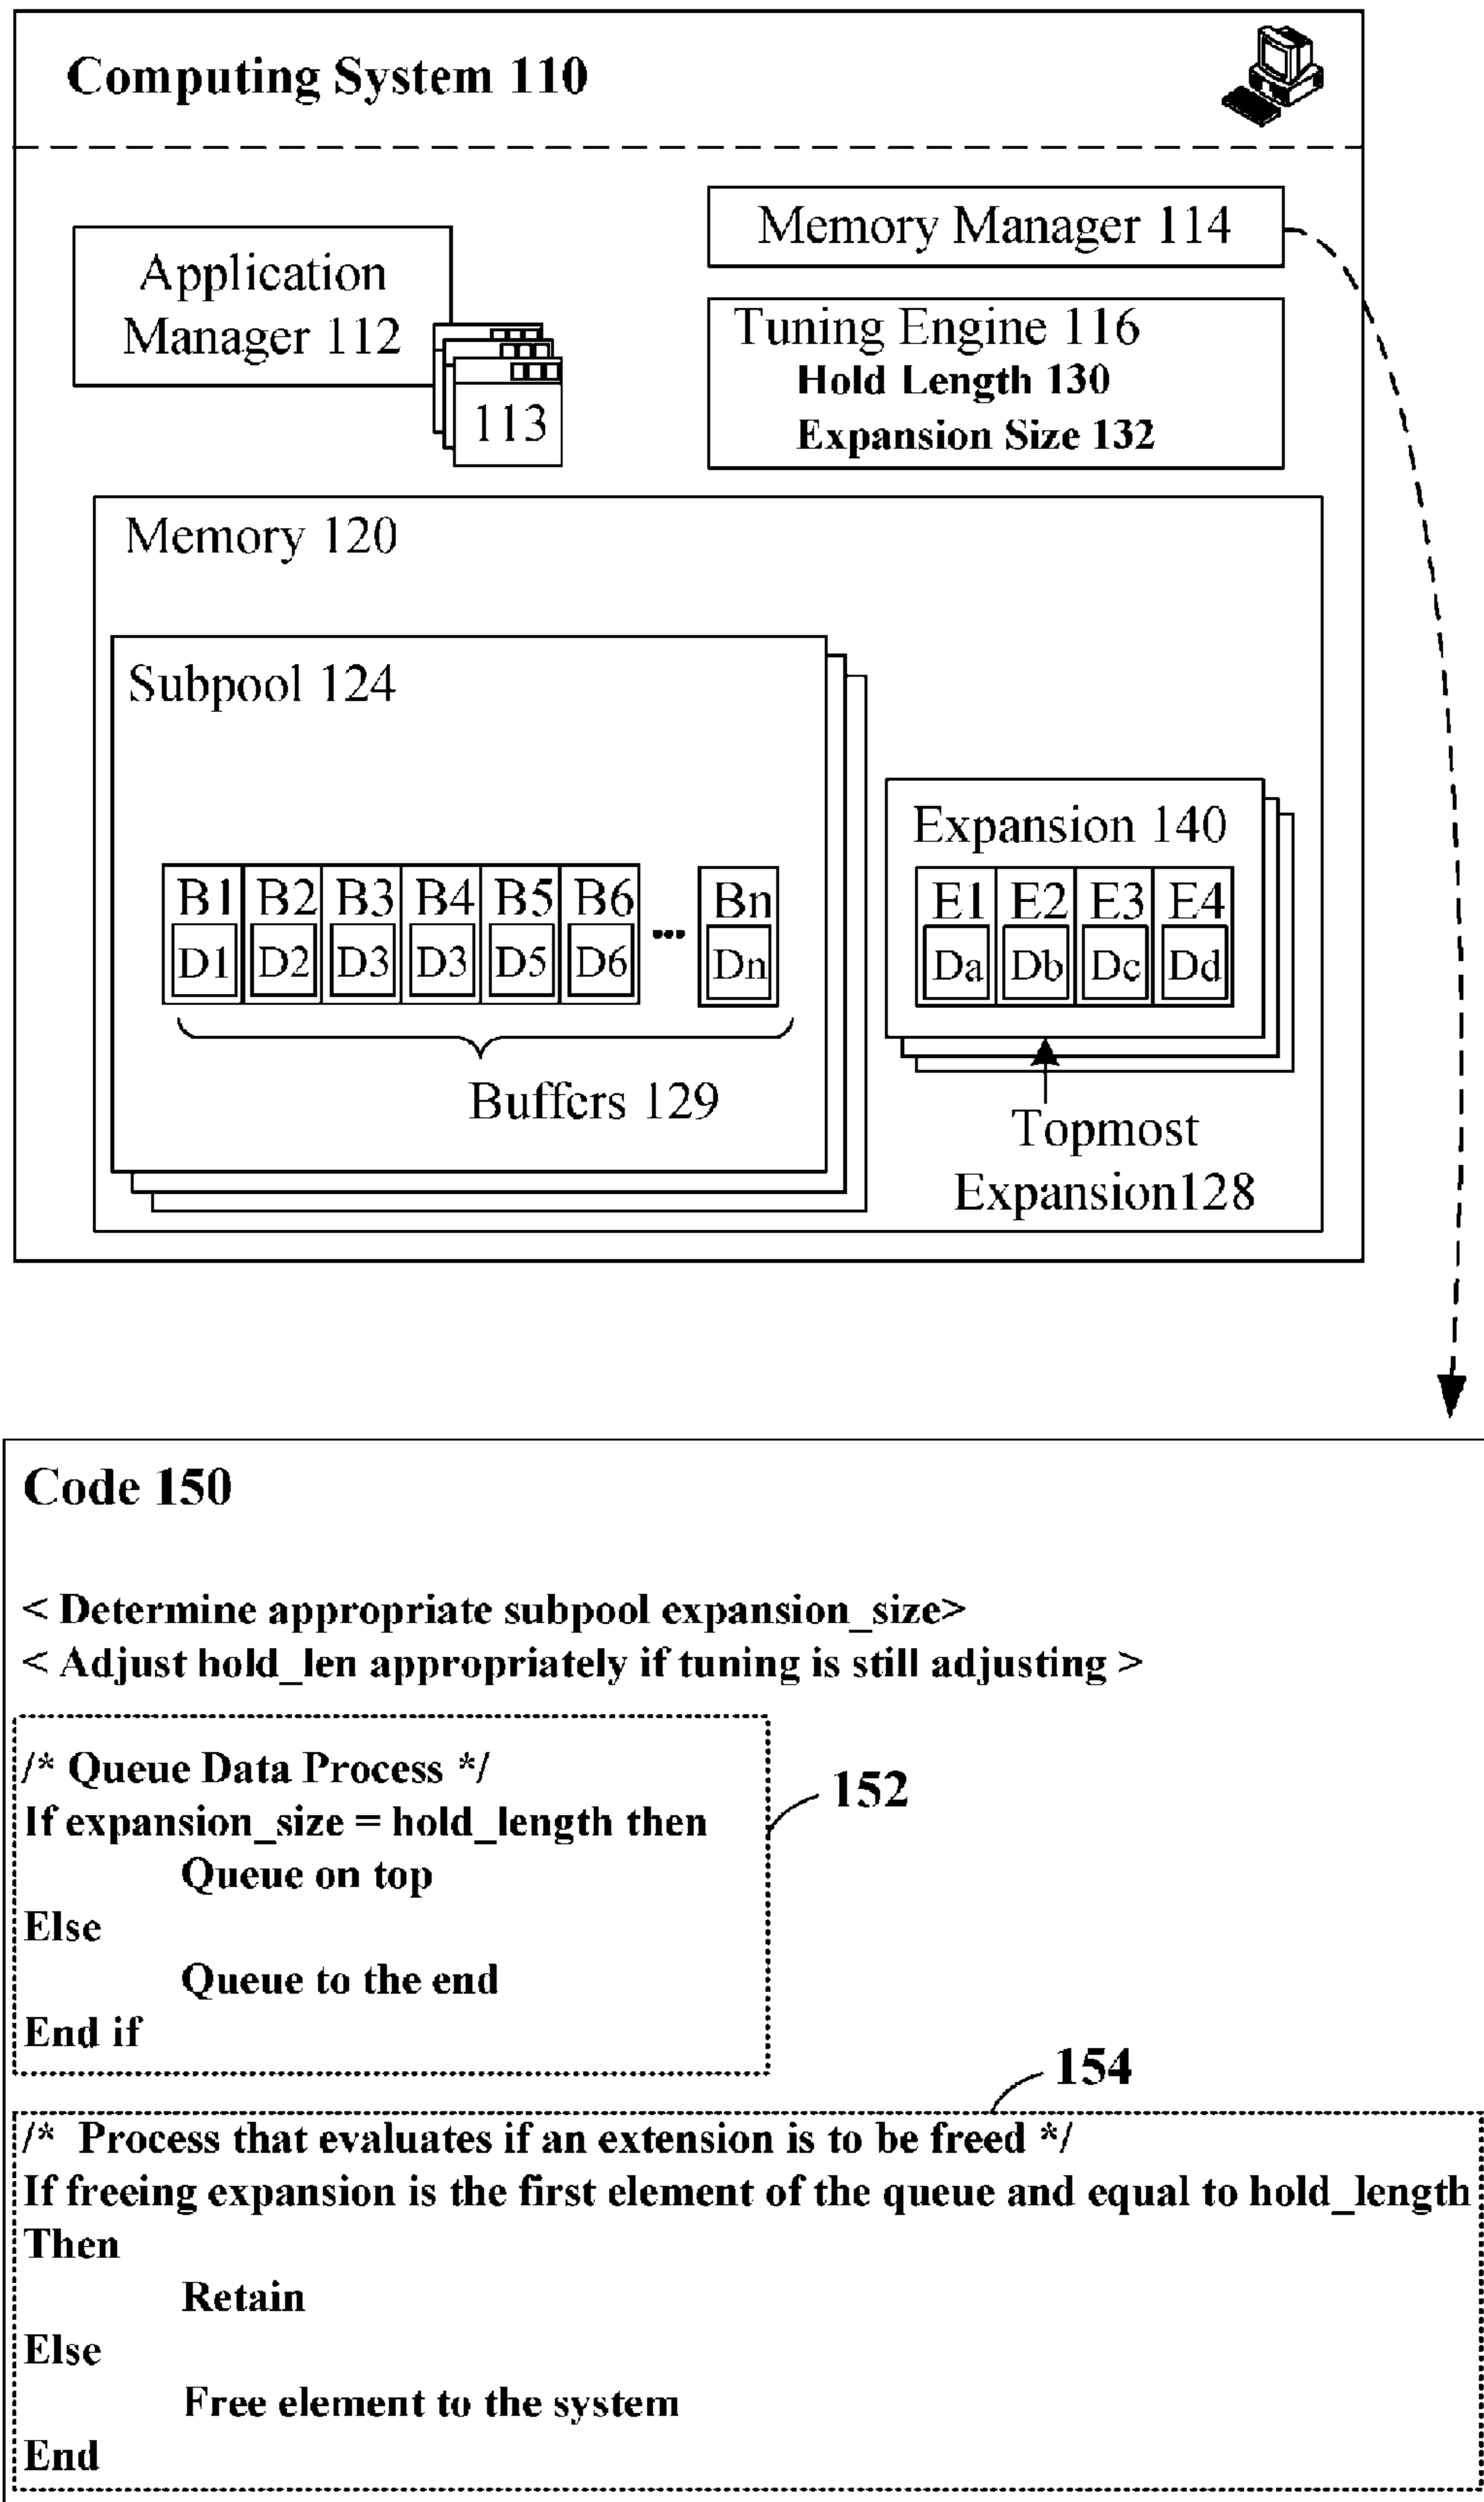 Computing System 110
Memory Manager 114
Application
Manager 112
113
Tuning Engine 116
Hold Length 130
Expansion Size 132
Memory 120
Subpool 124
B1 B2 B3 B4 B5 B6 ... Bn
D1 D2 D3 D3 D5 D6 Dn
Buffers 129
Expansion 140
E1 E2 E3 E4
Da Db Dc Dd
Topmost
Expansion128
Code 150
< Determine appropriate subpool expansion_size>
< Adjust hold_len appropriately if tuning is still adjusting >
/* Queue Data Process */
If expansion_size = hold_length then
Queue on top
Else
Queue to the end
End if
152
154
/* Process that evaluates if an extension is to be freed */
If freeing expansion is the first element of the queue and equal to hold_length
Then
Retain
Else
Free element to the system
End